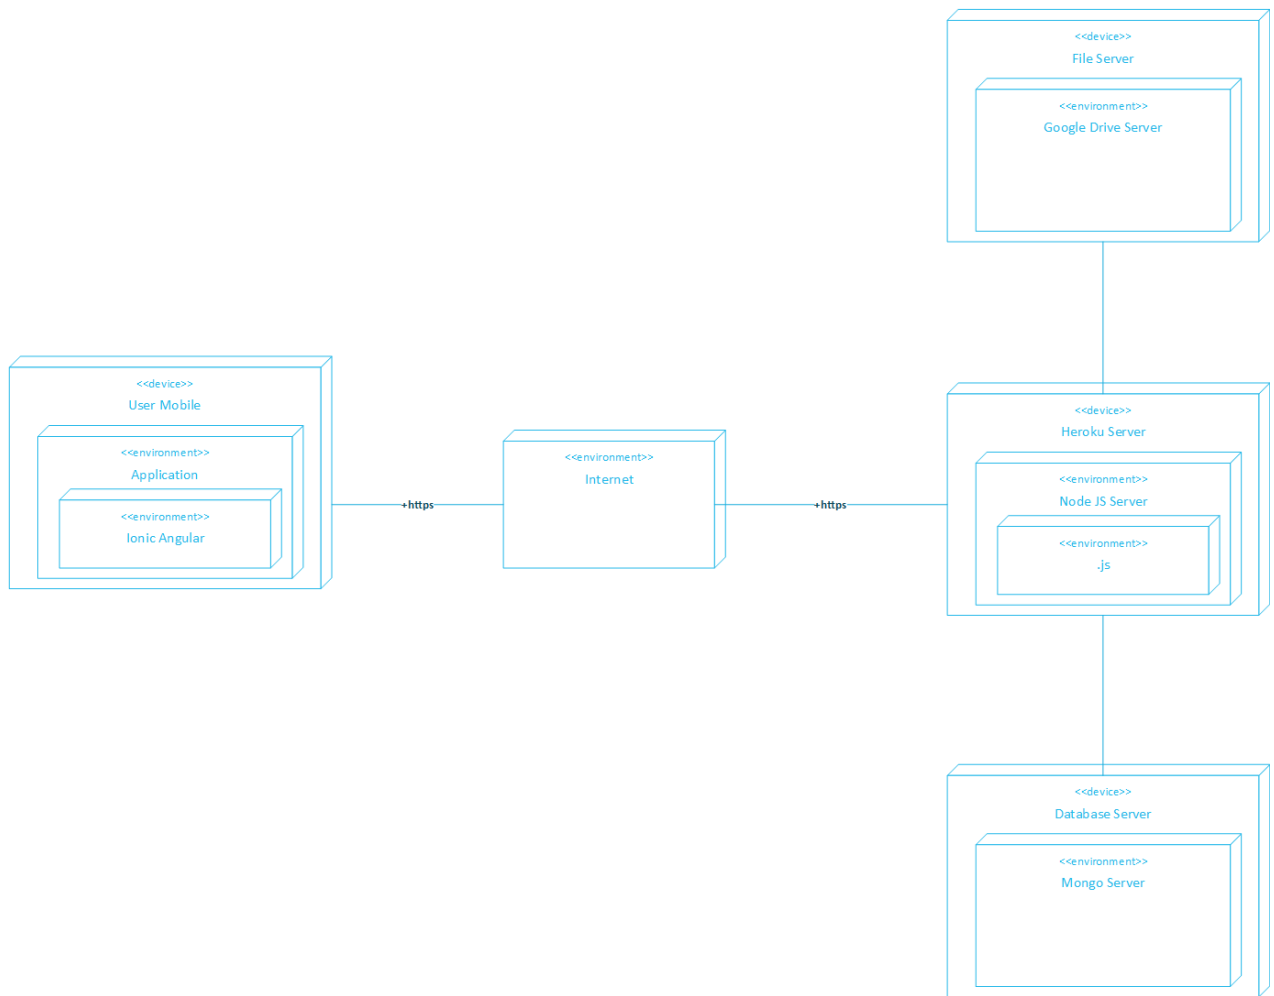 <<device>>
File Server
<<environment>>
Google Drive Server
<<device>>
User Mobile
<<environment>>
Application
<<environment>>
Ionic Angular
+https
<<environment>>
Internet
+https
<<device>>
Heroku Server
<<environment>>
Node JS Server
<<environment>>
.js
<<device>>
Database Server
<<environment>>
Mongo Server